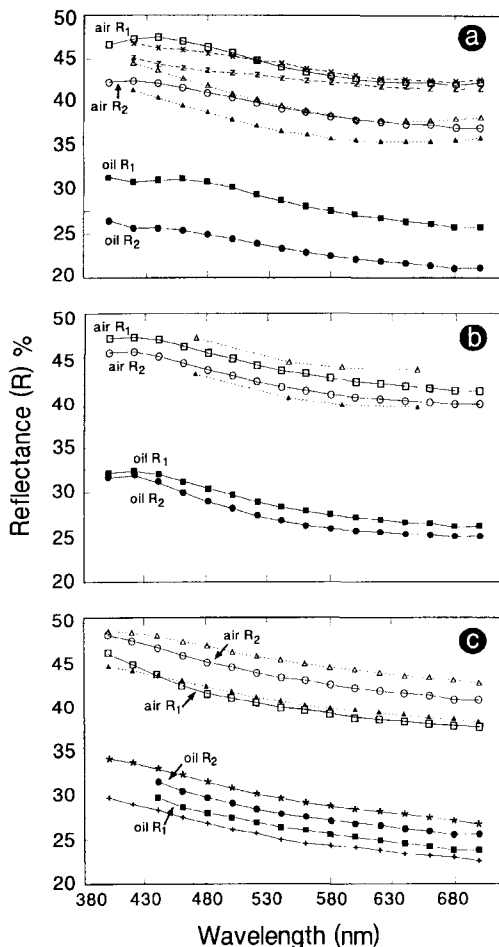 50
a
air R1
45
40
air R2
35
oil R1
30
25
oil R2
20
50
b
air R1
45
air R2
40
35
oil R1
30
oil R2
25
20
50
c
air R2
45
air R1
40
35
oil R2
30
oil R1
25
20
380 430 480 530 580 630 680
Reflectance (R) %
Wavelength (nm)